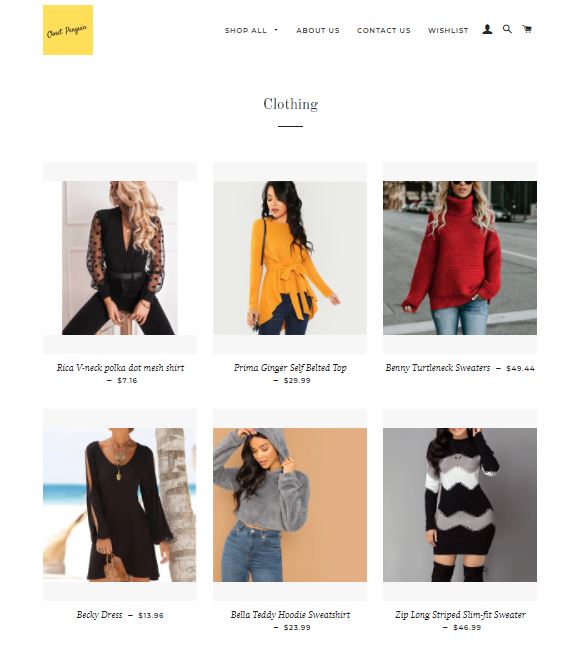 Closet Penguin
SHOP ALL
ABOUT US
CONTACT US
WISHLIST
Clothing
Rica V-neck polka dot mesh shirt
— $7.16
Prima Ginger Self Belted Top
— $29.99
Benny Turtleneck Sweaters — $49.44
Becky Dress — $13.96
Bella Teddy Hoodie Sweatshirt
— $23.99
Zip Long Striped Slim-fit Sweater
— $46.99